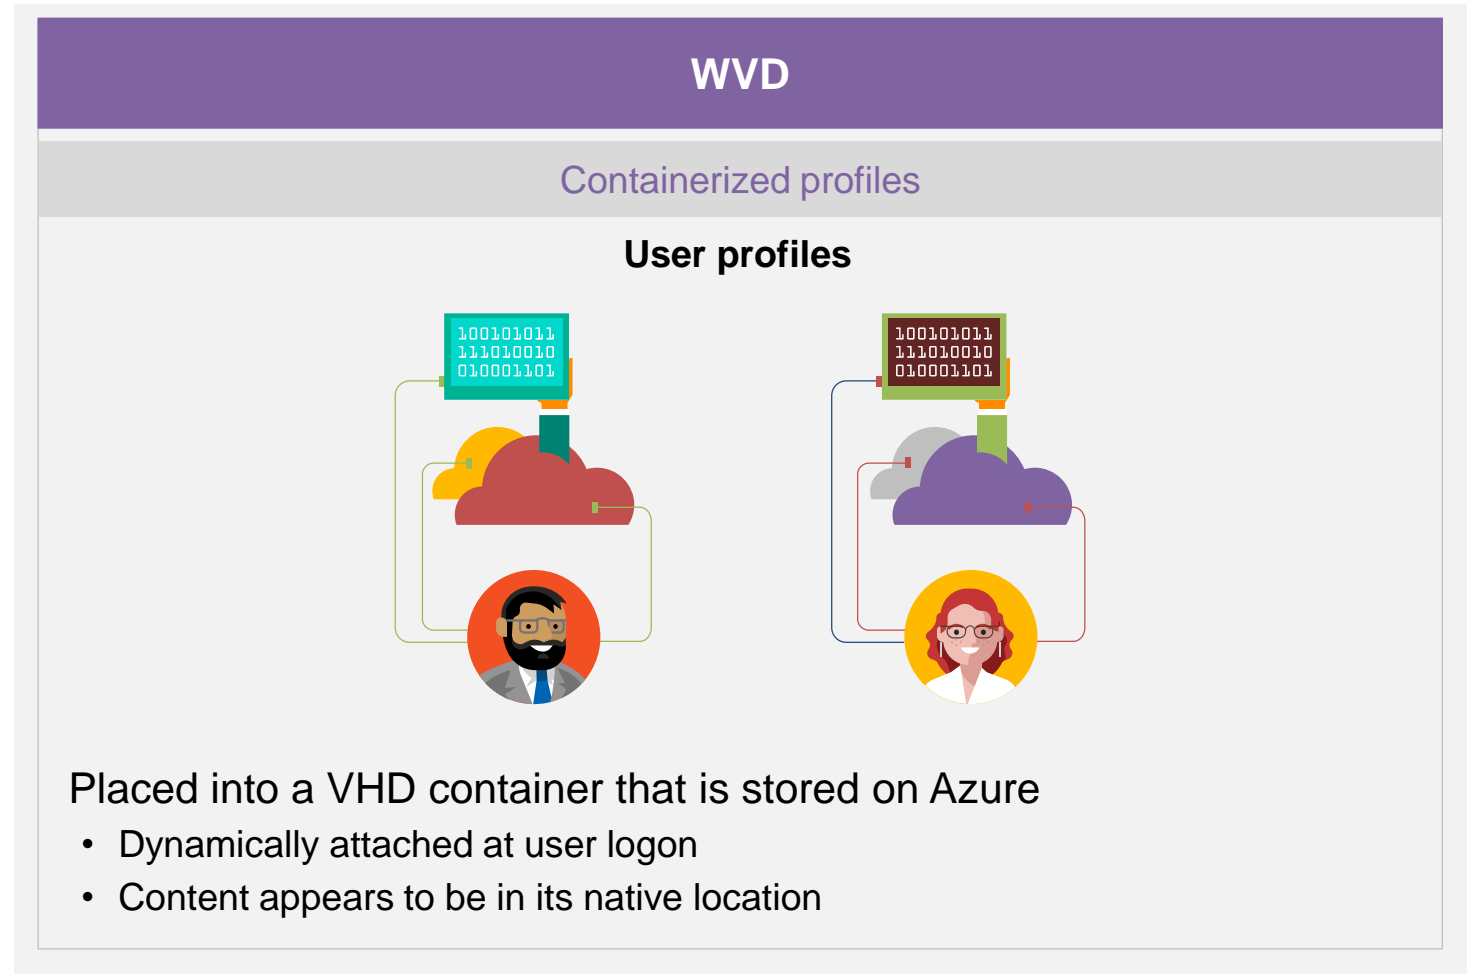 WVD
Containerized profiles
User profiles
100101011 100101011
111010010 111010010
010001101 010001101
Placed into a VHD container that is stored on Azure
• Dynamically attached at user logon
• Content appears to be in its native location